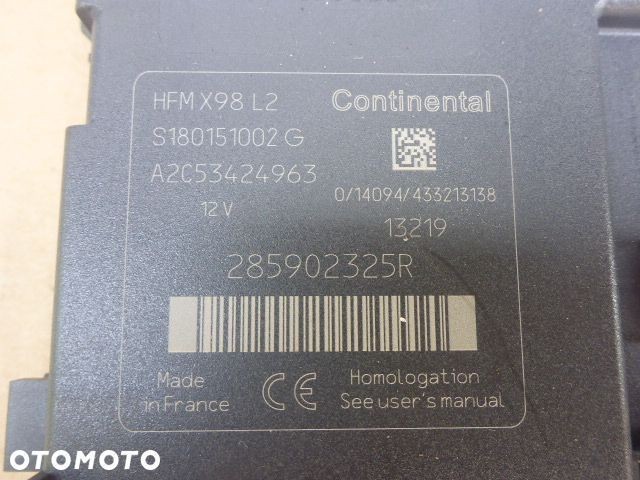 HFM X98 L2
Continental
S180151002 G
A2C53424963
0/14094/433213138
12 V
13219
285902325R
Made
in France
CE
Homologation
See user's manual
OTOMOTO